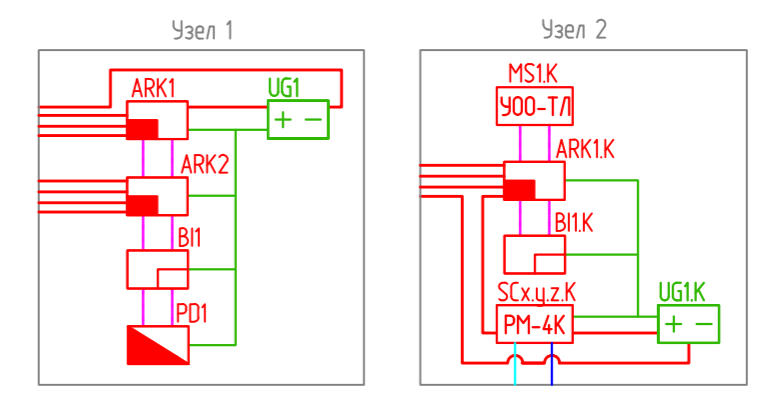 Узел 1
ARK1
UG1
+ −
ARK2
BI1
PD1
Узел 2
MS1.K
УОО-ТЛ
ARK1.K
BI1.K
SCx.y.z.K
UG1.K
РМ-4К
+ −